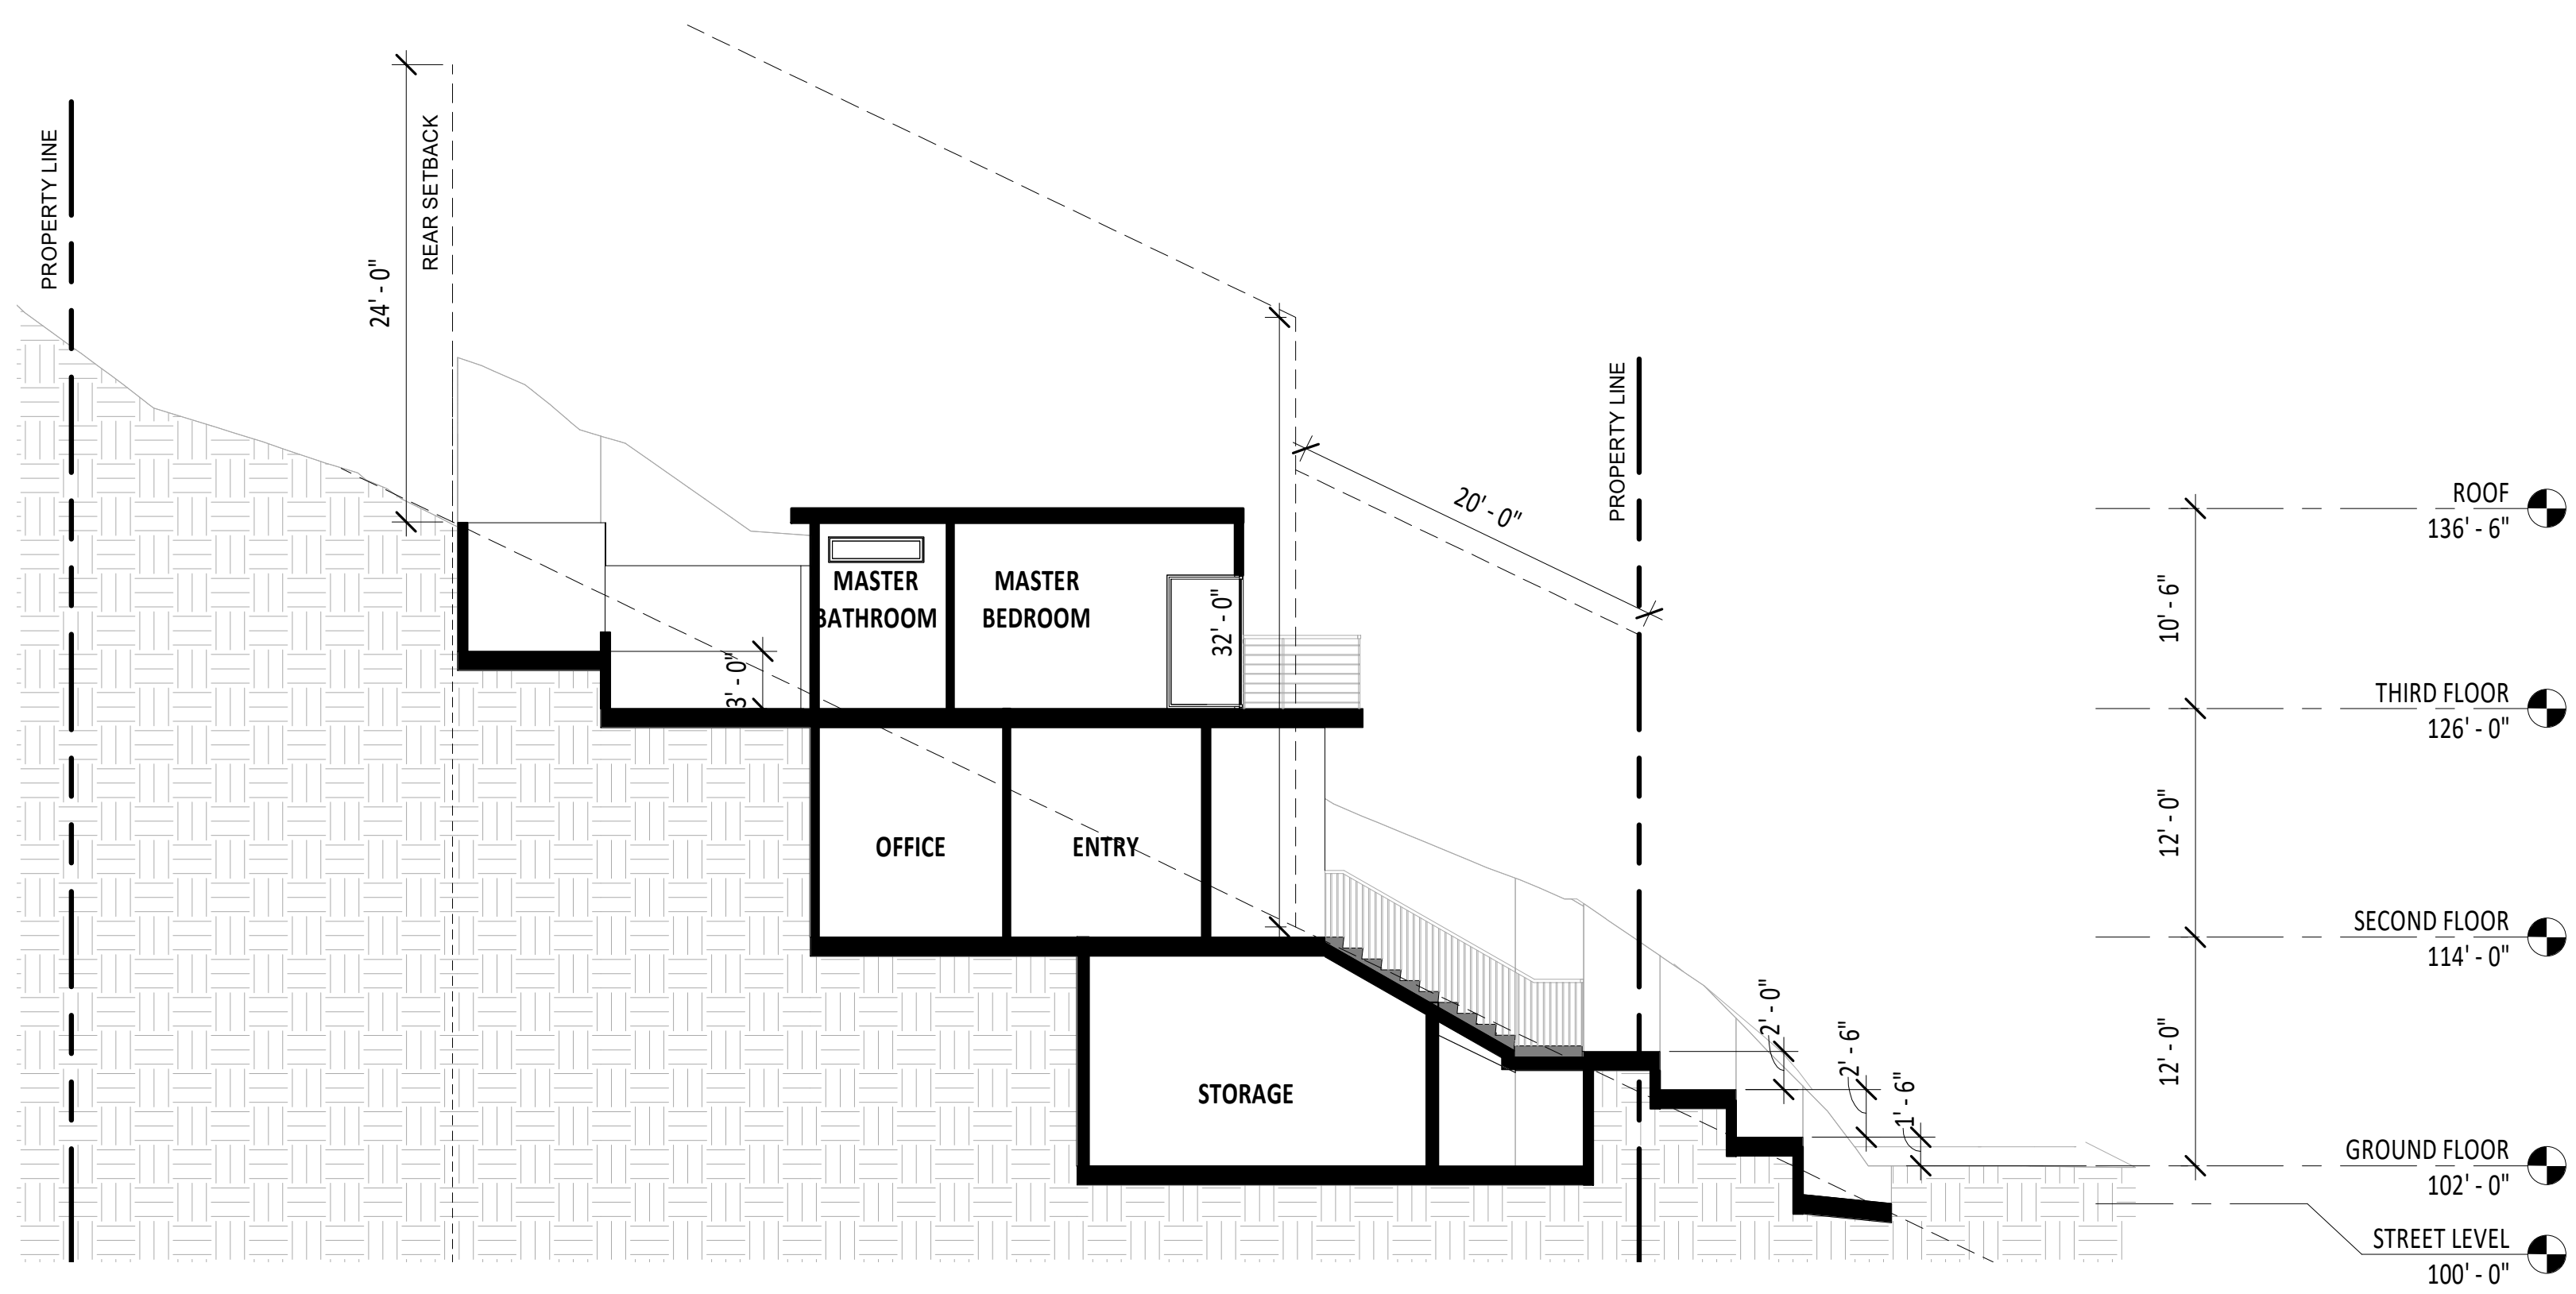 PROPERTY LINE
24' - 0"
REAR SETBACK
PROPERTY LINE
20' - 0"
ROOF
136' - 6"
MASTER
BATHROOM
MASTER
BEDROOM
32' - 0"
10' - 6"
3' - 0"
THIRD FLOOR
126' - 0"
OFFICE
ENTRY
12' - 0"
SECOND FLOOR
114' - 0"
STORAGE
2' - 0"
2' - 6"
1' - 6"
12' - 0"
GROUND FLOOR
102' - 0"
STREET LEVEL
100' - 0"